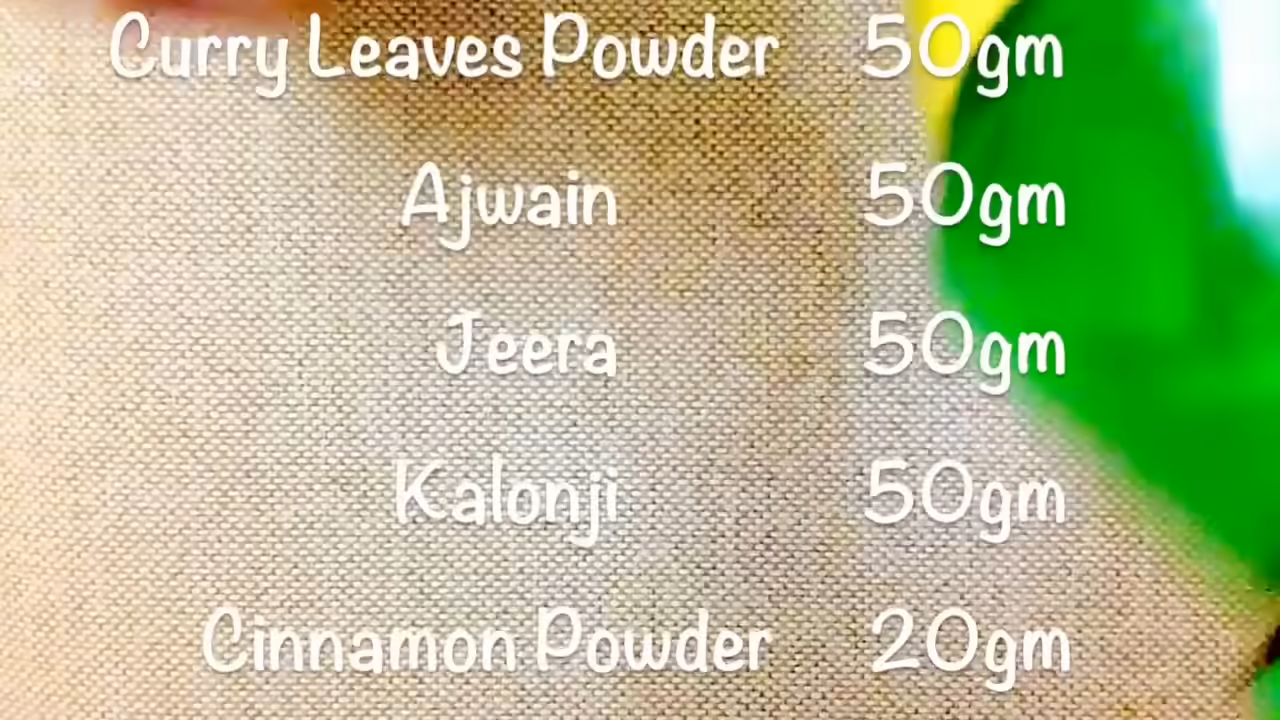 Curry Leaves Powder 50gm
Ajwain 50gm
Jeera 50gm
Kalonji 50gm
Cinnamon Powder 20gm